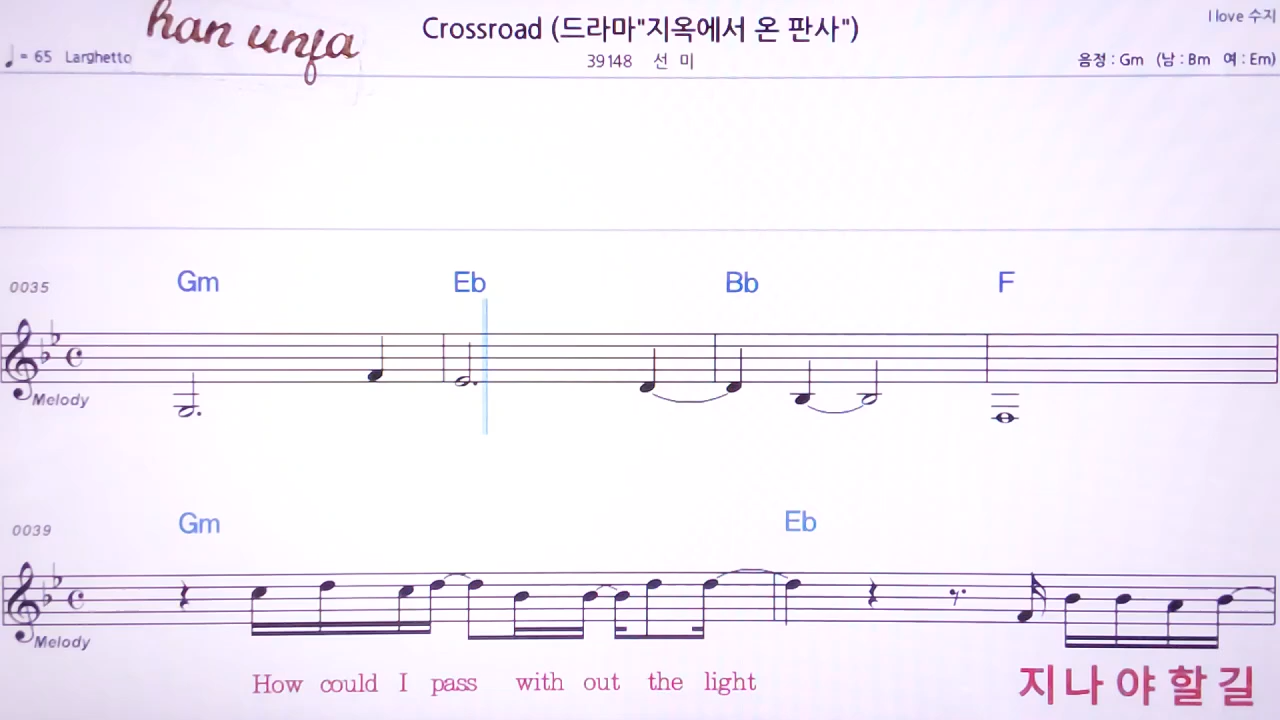 han unja
Crossroad (드라마"지옥에서 온 판사")
I love 수지
♩ = 65 Larghetto
39148 선 미
음정 : Gm (남 : Bm 여 : Em)
Gm Eb Bb F
0035
Melody
Gm Eb
0039
Melody
How could I pass with out the light 지나 야 할 길